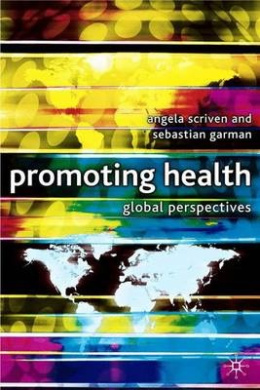 angela scriven and
sebastian garman
promoting health
global perspectives